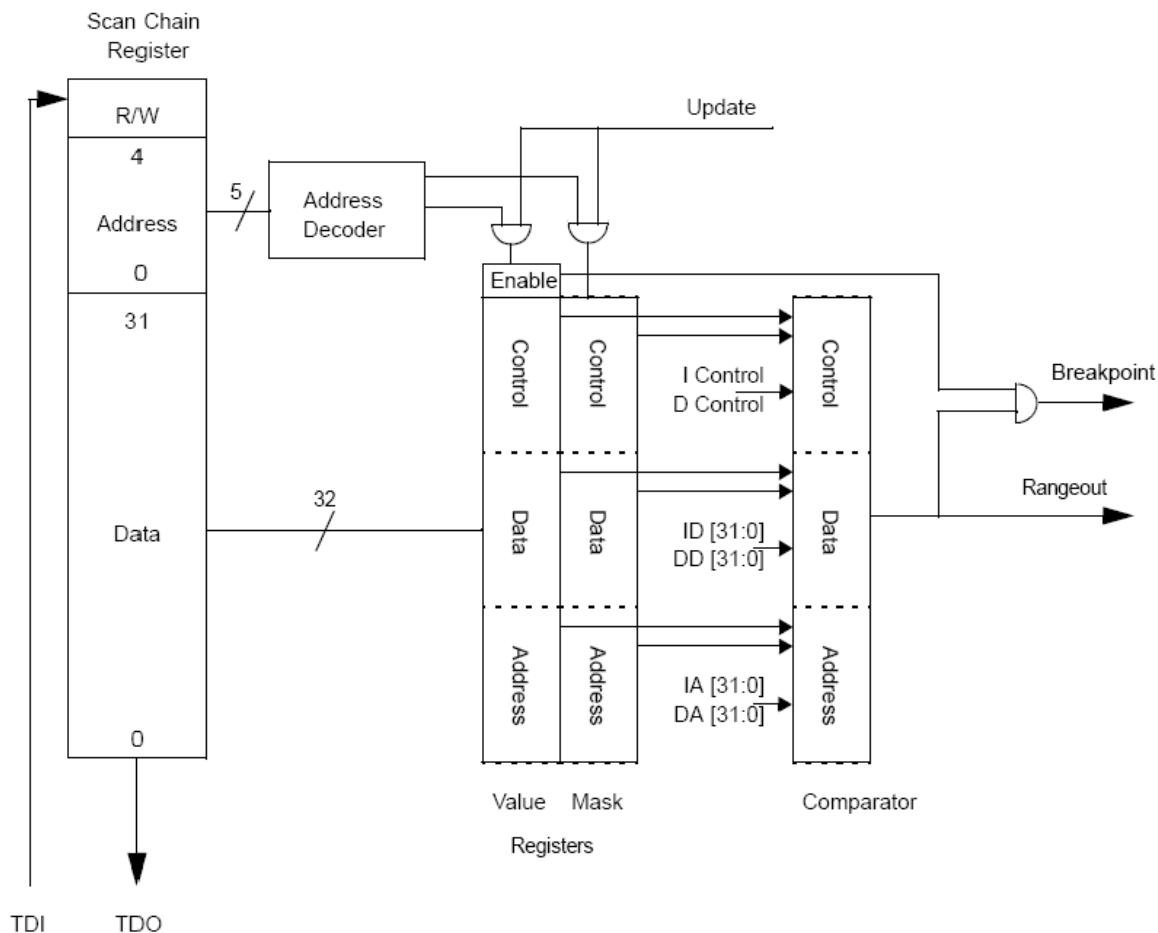 Scan Chain
Register
R/W
4
Address
0
31
Data
0
TDI
TDO
5
Address
Decoder
Update
32
Enable
Control
Data
Address
Control
Data
Address
Value
Mask
Registers
I Control
D Control
ID [31:0]
DD [31:0]
IA [31:0]
DA [31:0]
Control
Data
Address
Comparator
Breakpoint
Rangeout